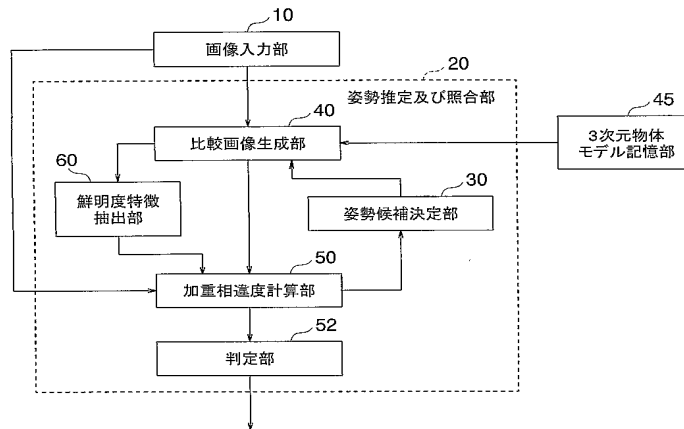 10
画像入力部
20
姿勢推定及び照合部
40
比較画像生成部
45
3次元物体
モデル記憶部
60
鮮明度特徴
抽出部
30
姿勢候補決定部
50
加重相違度計算部
52
判定部